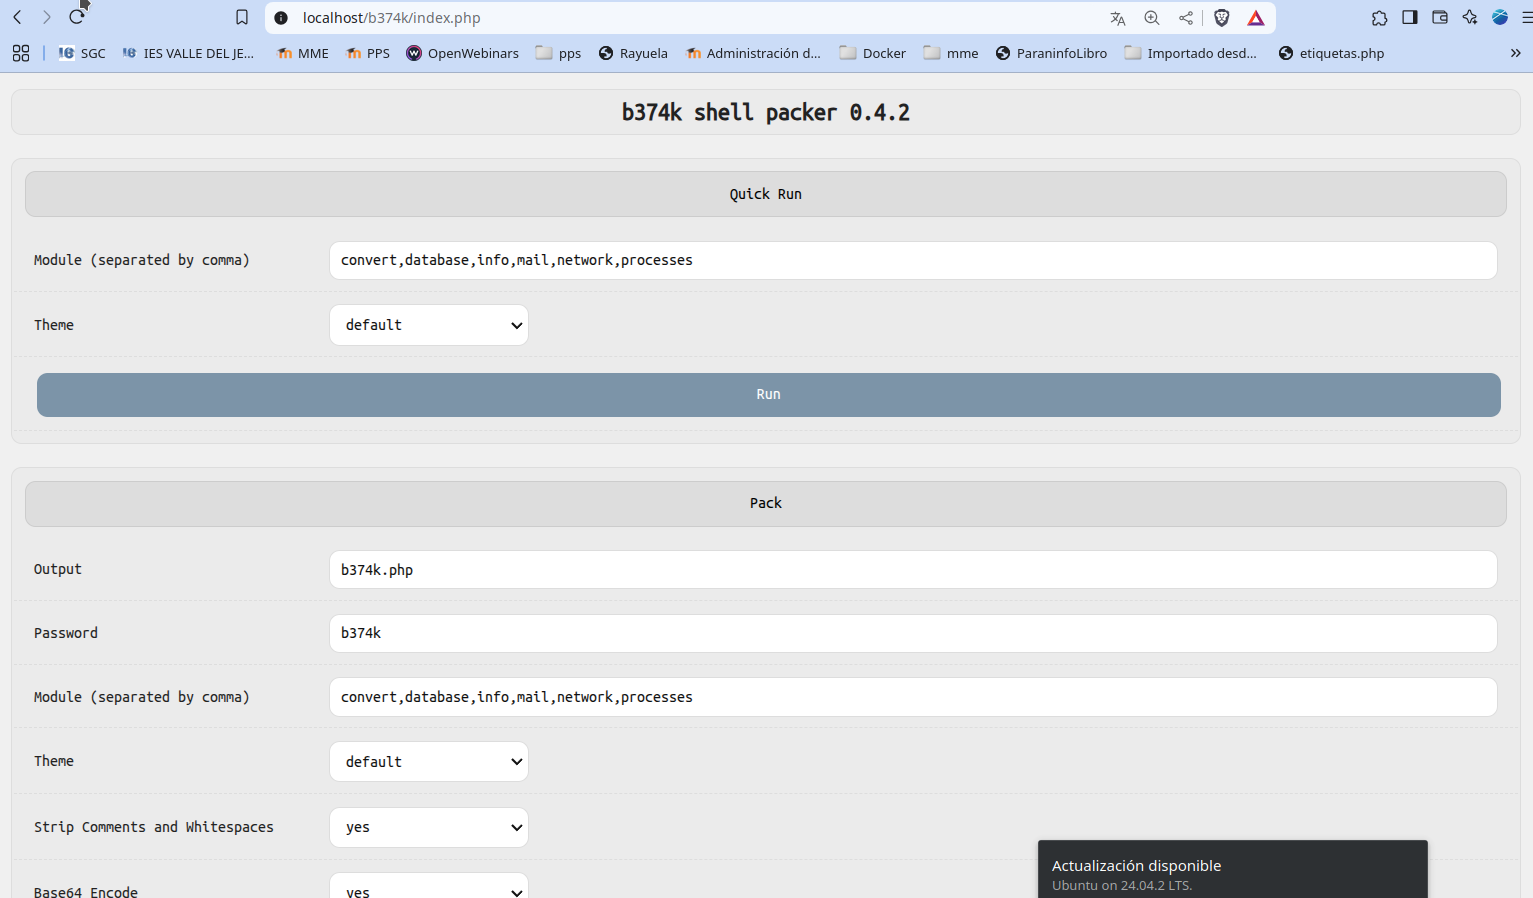 localhost/b374k/index.php
SGC IES VALLE DEL JE... MME PPS OpenWebinars pps Rayuela Administración d... Docker mme ParaninfoLibro Importado desd... etiquetas.php »
b374k shell packer 0.4.2
Quick Run
Module (separated by comma) convert,database,info,mail,network,processes
Theme default
Run
Pack
Output b374k.php
Password b374k
Module (separated by comma) convert,database,info,mail,network,processes
Theme default
Strip Comments and Whitespaces yes
Base64 Encode yes
Actualización disponible
Ubuntu on 24.04.2 LTS.